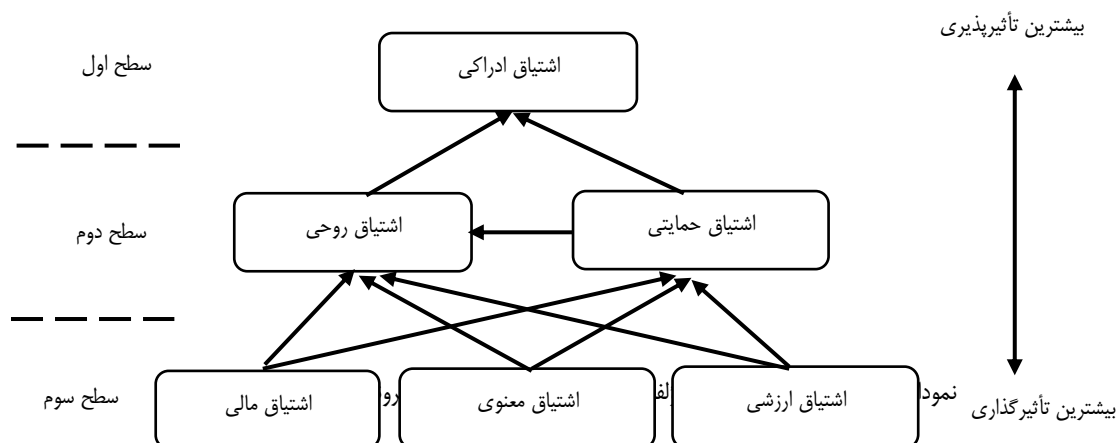 بیشترین تأثیرپذیری
سطح اول
اشتیاق ادراکی
سطح دوم
اشتیاق روحی
اشتیاق حمایتی
سطح سوم
اشتیاق مالی
اشتیاق معنوی
اشتیاق ارزشی
بیشترین تأثیرگذاری